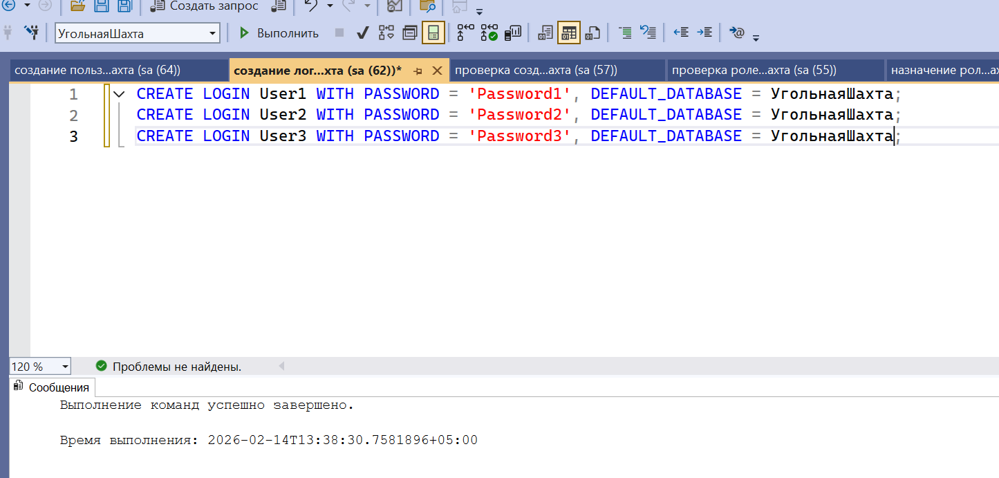 Создать запрос
УгольнаяШахта
Выполнить
создание польз...ахта (sa (64))
создание лог...хта (sa (62))*
проверка созд...ахта (sa (57))
проверка роле...ахта (sa (55))
назначение рол...ах
1 CREATE LOGIN User1 WITH PASSWORD = 'Password1', DEFAULT_DATABASE = УгольнаяШахта;
2 CREATE LOGIN User2 WITH PASSWORD = 'Password2', DEFAULT_DATABASE = УгольнаяШахта;
3 CREATE LOGIN User3 WITH PASSWORD = 'Password3', DEFAULT_DATABASE = УгольнаяШахта;
120 %
Проблемы не найдены.
Сообщения
Выполнение команд успешно завершено.
Время выполнения: 2026-02-14T13:38:30.7581896+05:00